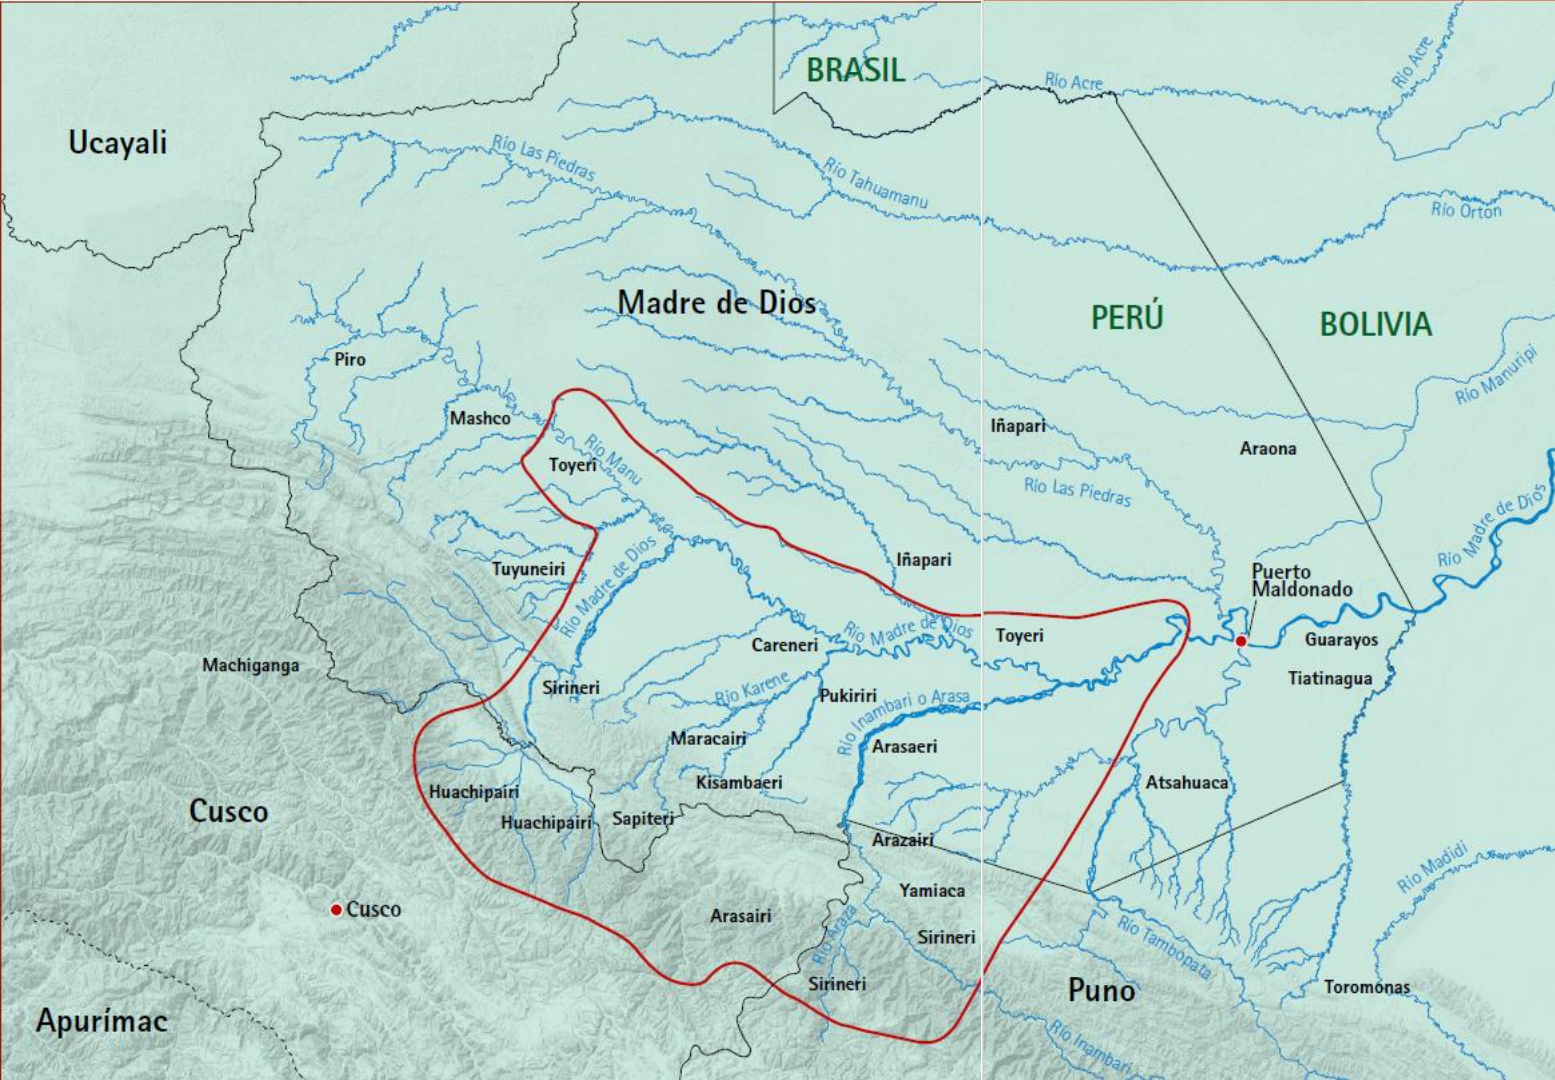 BRASIL
Río Acre
Río Acre
Ucayali
Río Las Piedras
Río Tahuamanu
Río Orton
Madre de Dios
PERÚ
BOLIVIA
Piro
Río Manuripi
Mashco
Iñapari
Araona
Río Manu
Toyeri
Río Las Piedras
Río Madre de Dios
Tuyuneiri
Río Madre de Dios
Iñapari
Puerto
Maldonado
Careneri
Río Madre de Dios
Toyeri
Guarayos
Machiganga
Tiatinagua
Sirineri
Río Karene
Pukiriri
Río Inambari o Arasa
Maracairi
Arasaeri
Kisambaeri
Atsahuaca
Huachipairi
Cusco
Huachipairi
Sapiteri
Arazairi
Río Madidi
Yamiaca
Cusco
Arasairi
Río Araza
Sirineri
Río Tambopata
Sirineri
Puno
Toromonas
Apurímac
Río Inambari